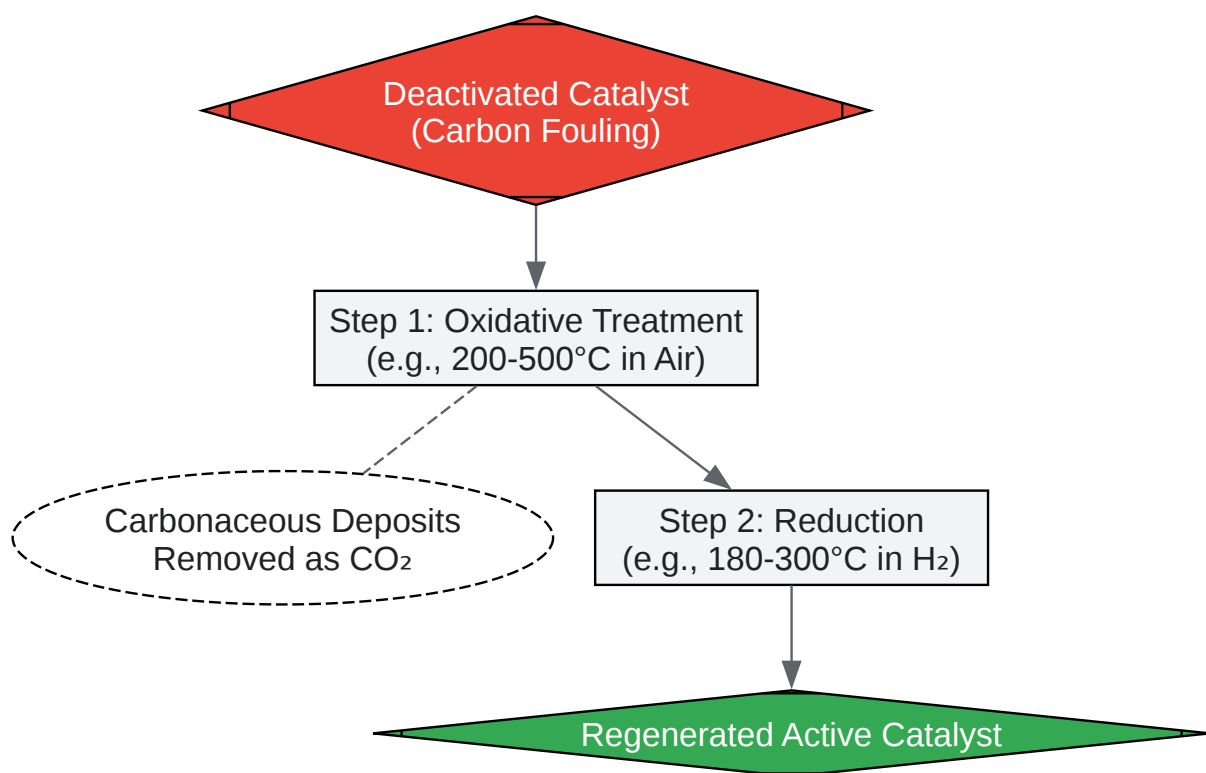 Deactivated Catalyst
(Carbon Fouling)
Step 1: Oxidative Treatment
(e.g., 200-500°C in Air)
Carbonaceous Deposits
Removed as CO₂
Step 2: Reduction
(e.g., 180-300°C in H₂)
Regenerated Active Catalyst